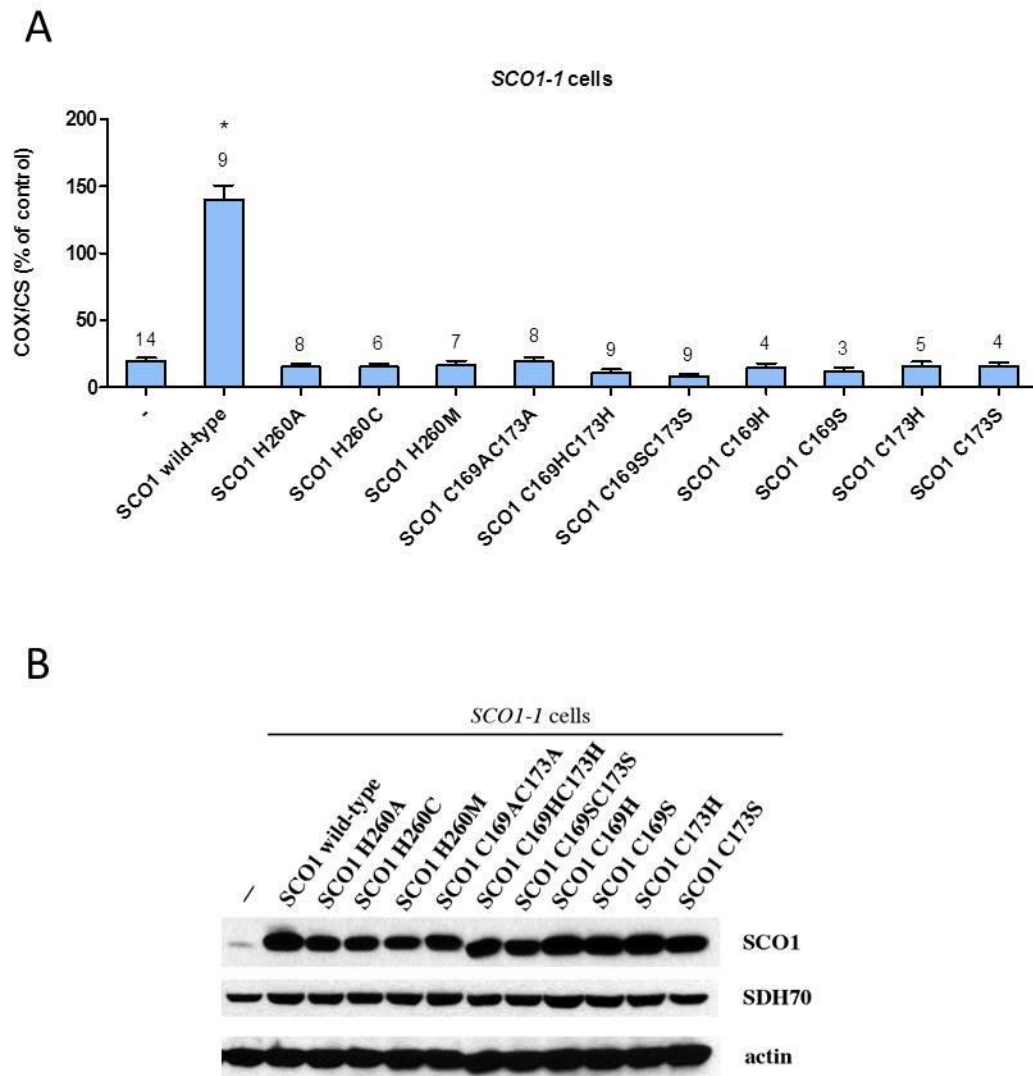 A
SCO1-1 cells
COX/CS (% of control)
200
150
100
50
0
*
14
9
8
6
7
8
9
9
4
3
5
4
-
SCO1 wild-type
SCO1 H260A
SCO1 H260C
SCO1 H260M
SCO1 C169AC173A
SCO1 C169HC173H
SCO1 C169SC173S
SCO1 C169H
SCO1 C169S
SCO1 C173H
SCO1 C173S
B
SCO1-1 cells
/
SCO1 wild-type
SCO1 H260A
SCO1 H260C
SCO1 H260M
SCO1 C169AC173A
SCO1 C169HC173H
SCO1 C169SC173S
SCO1 C169H
SCO1 C169S
SCO1 C173H
SCO1 C173S
SCO1
SDH70
actin